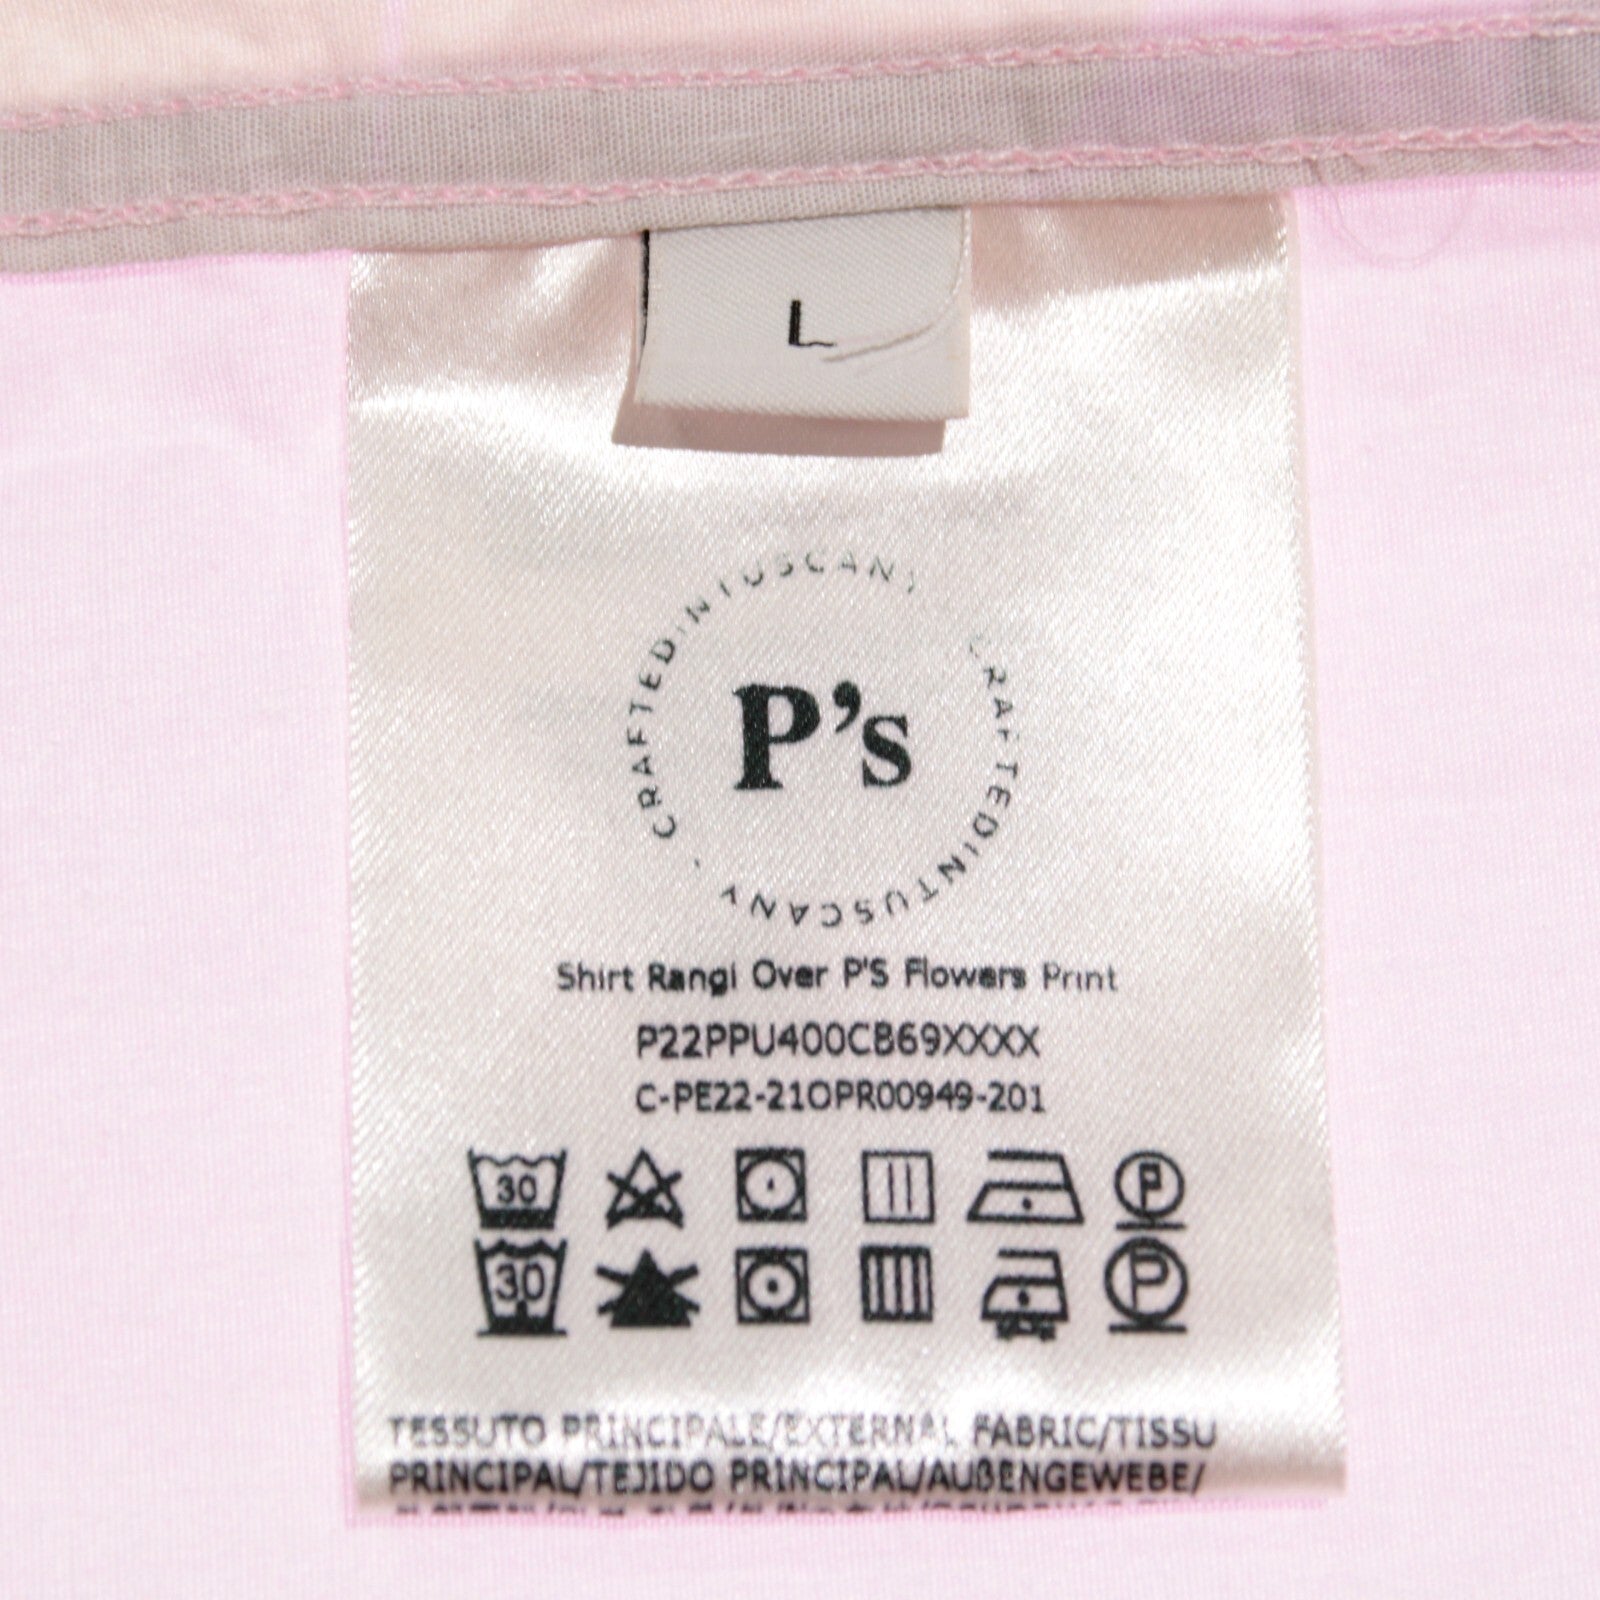 L
CRAFTEDINTUSCANY · CRAFTEDINTUSCANY ·
P's
Shirt Rangi Over P'S Flowers Print
P22PPU400CB69XXXX
C-PE22-21OPR00949-201
30
P
30
P
TESSUTO PRINCIPALE/EXTERNAL FABRIC/TISSU
PRINCIPAL/TEJIDO PRINCIPAL/AUßENGEWEBE/